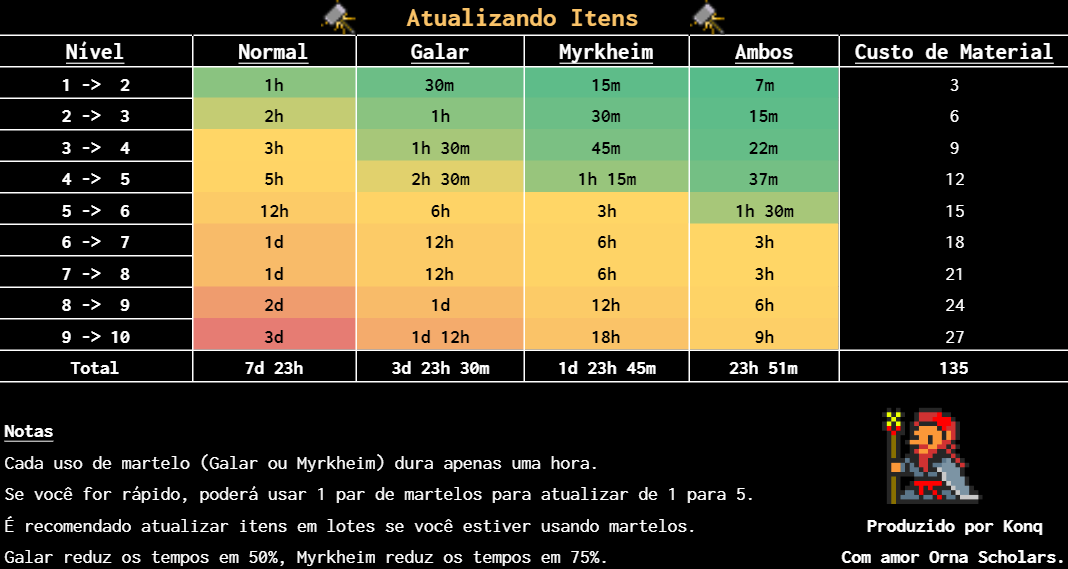 Atualizando Itens
Nível Normal Galar Myrkheim Ambos Custo de Material
1 -> 2 1h 30m 15m 7m 3
2 -> 3 2h 1h 30m 15m 6
3 -> 4 3h 1h 30m 45m 22m 9
4 -> 5 5h 2h 30m 1h 15m 37m 12
5 -> 6 12h 6h 3h 1h 30m 15
6 -> 7 1d 12h 6h 3h 18
7 -> 8 1d 12h 6h 3h 21
8 -> 9 2d 1d 12h 6h 24
9 -> 10 3d 1d 12h 18h 9h 27
Total 7d 23h 3d 23h 30m 1d 23h 45m 23h 51m 135
Notas
Cada uso de martelo (Galar ou Myrkheim) dura apenas uma hora.
Se você for rápido, poderá usar 1 par de martelos para atualizar de 1 para 5.
É recomendado atualizar itens em lotes se você estiver usando martelos.
Galar reduz os tempos em 50%, Myrkheim reduz os tempos em 75%.
Produzido por Konq
Com amor Orna Scholars.